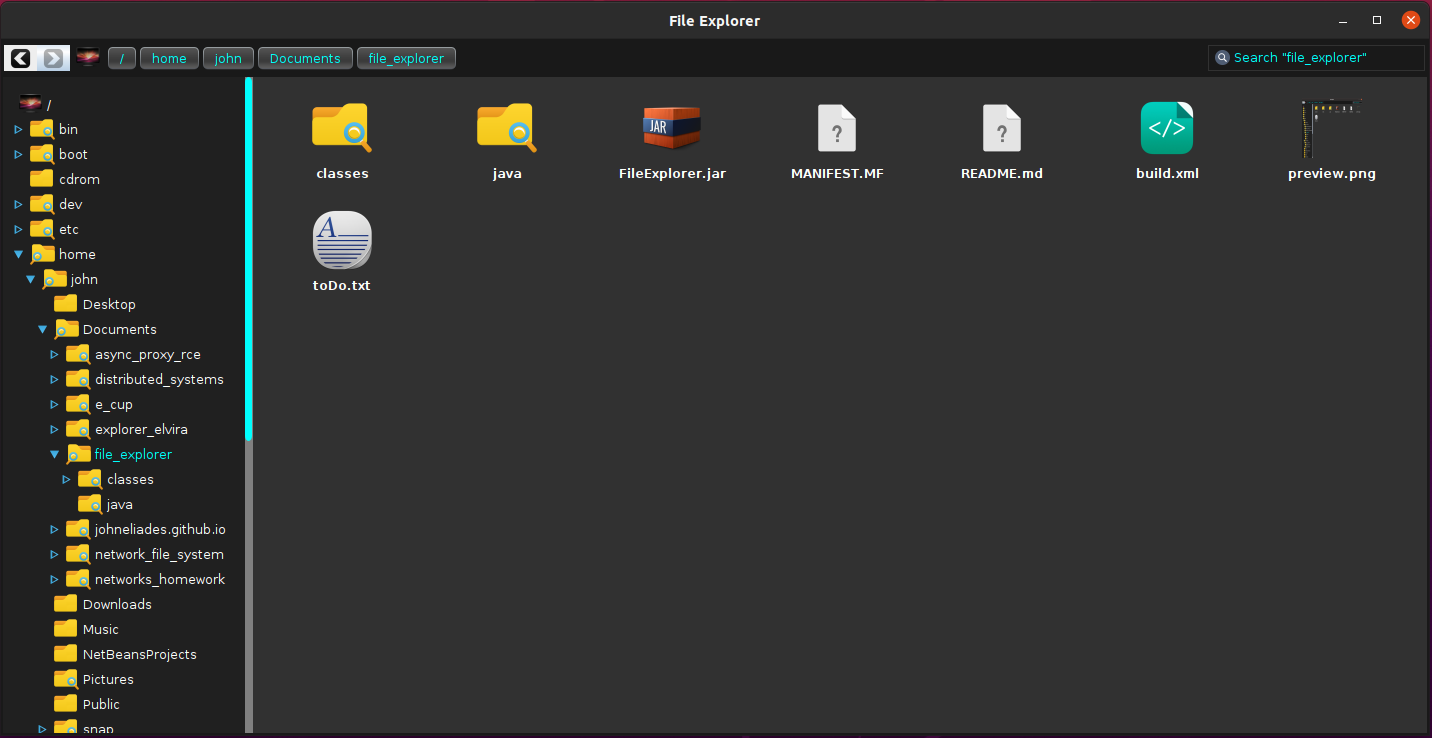 File Explorer
/ home john Documents file_explorer Search "file_explorer"
/
bin
boot
cdrom
dev
etc
home
john
Desktop
Documents
async_proxy_rce
distributed_systems
e_cup
explorer_elvira
file_explorer
classes
java
johneliades.github.io
network_file_system
networks_homework
Downloads
Music
NetBeansProjects
Pictures
Public
snap
JAR ? ? </>
classes java FileExplorer.jar MANIFEST.MF README.md build.xml preview.png
A
toDo.txt